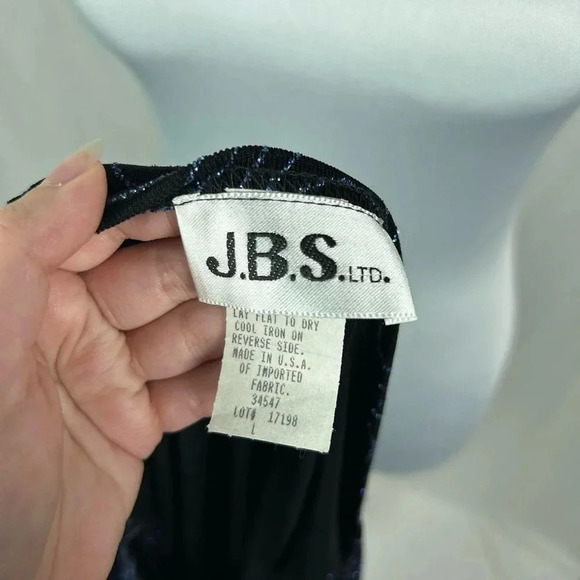 J.B.S. LTD.
LAY FLAT TO DRY
COOL IRON ON
REVERSE SIDE.
MADE IN U.S.A.
OF IMPORTED
FABRIC.
34547
LOT# 17198
L